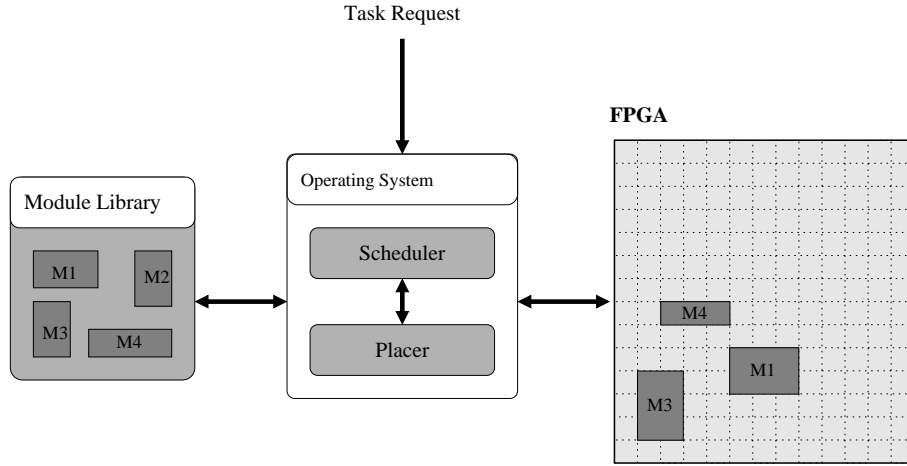 Task Request
FPGA
Module Library
Operating System
M1
M2
M3
M4
Scheduler
Placer
M4
M1
M3